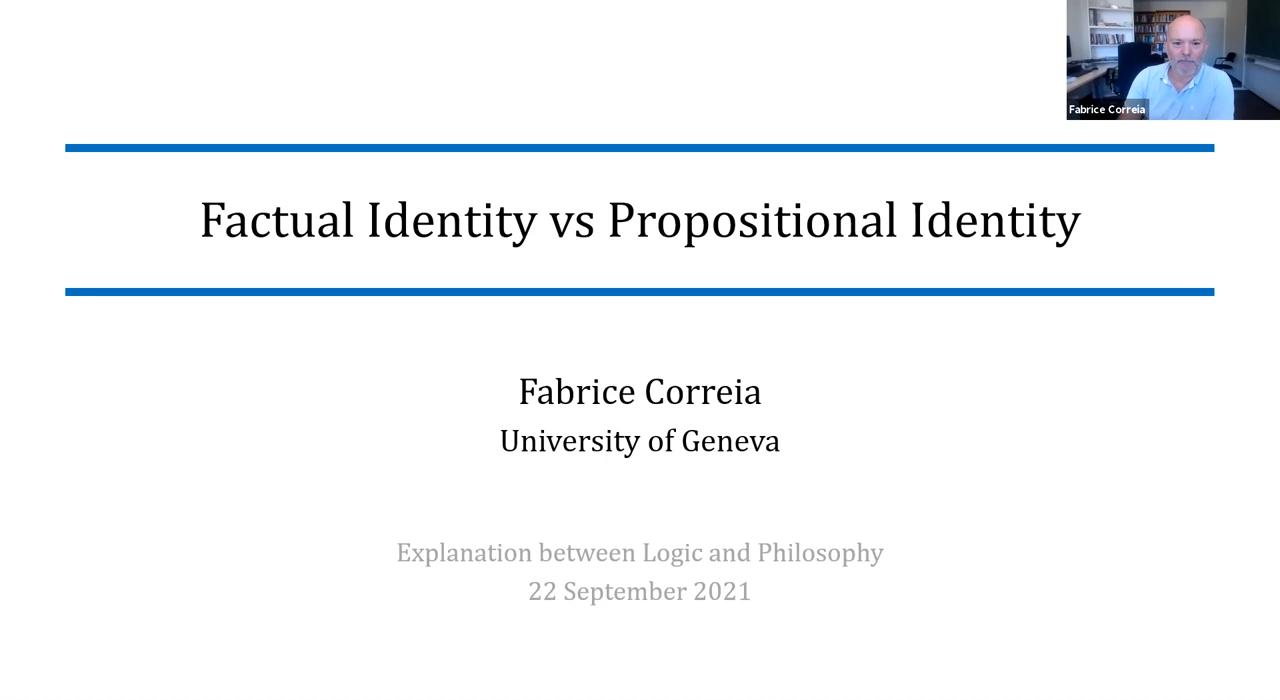 Fabrice Correia
Factual Identity vs Propositional Identity
Fabrice Correia
University of Geneva
Explanation between Logic and Philosophy
22 September 2021